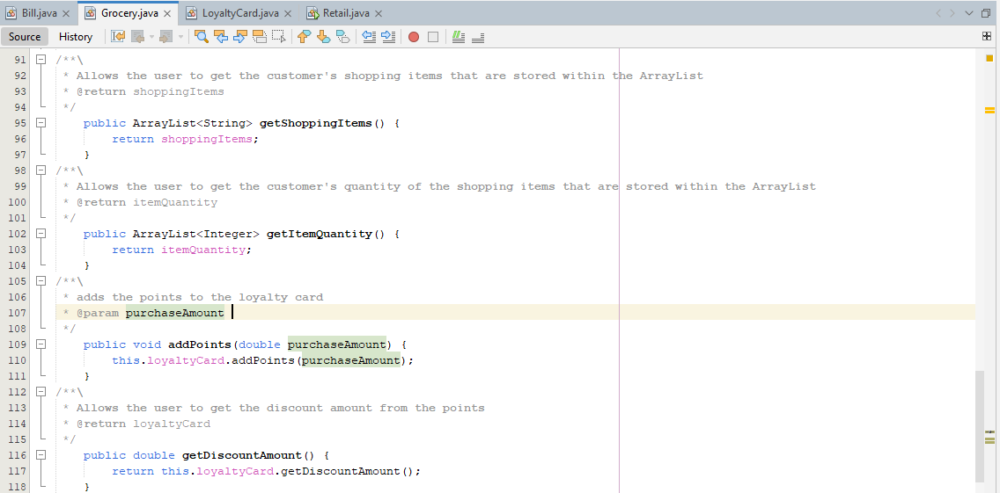 Bill.java × Grocery.java × LoyaltyCard.java × Retail.java ×
Source History
91 /**\
92 * Allows the user to get the customer's shopping items that are stored within the ArrayList
93 * @return shoppingItems
94 */
95 public ArrayList<String> getShoppingItems() {
96 return shoppingItems;
97 }
98 /**\
99 * Allows the user to get the customer's quantity of the shopping items that are stored within the ArrayList
100 * @return itemQuantity
101 */
102 public ArrayList<Integer> getItemQuantity() {
103 return itemQuantity;
104 }
105 /**\
106 * adds the points to the loyalty card
107 * @param purchaseAmount
108 */
109 public void addPoints(double purchaseAmount) {
110 this.loyaltyCard.addPoints(purchaseAmount);
111 }
112 /**\
113 * Allows the user to get the discount amount from the points
114 * @return loyaltyCard
115 */
116 public double getDiscountAmount() {
117 return this.loyaltyCard.getDiscountAmount();
118 }